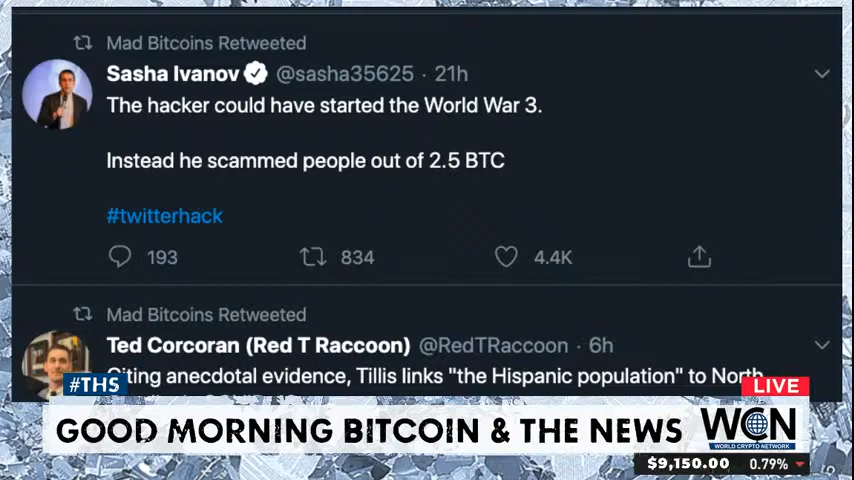 Mad Bitcoins Retweeted
Sasha Ivanov @sasha35625 · 21h
The hacker could have started the World War 3.
Instead he scammed people out of 2.5 BTC
#twitterhack
193 834 4.4K
Mad Bitcoins Retweeted
Ted Corcoran (Red T Raccoon) @RedTRaccoon · 6h
Citing anecdotal evidence, Tillis links "the Hispanic population" to North
#THS
LIVE
GOOD MORNING BITCOIN & THE NEWS
WCN
WORLD CRYPTO NETWORK
$9,150.00 0.79%